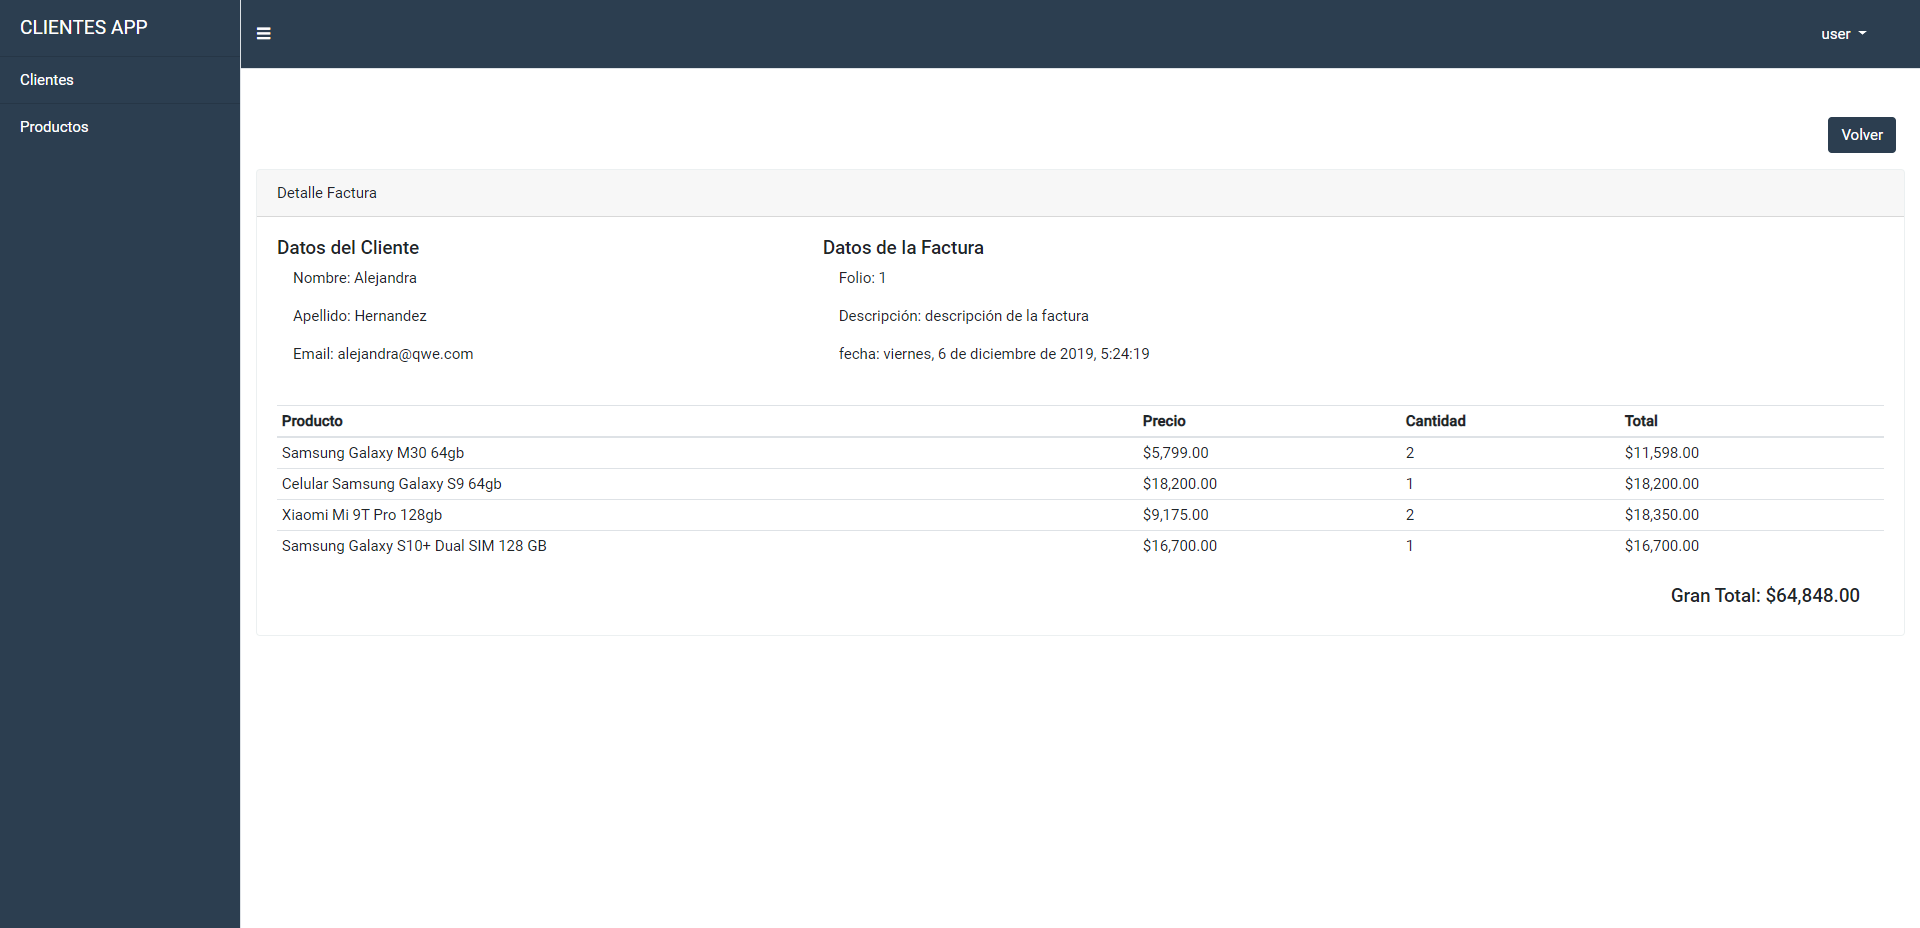 CLIENTES APP
user
Clientes
Productos
Volver
Detalle Factura
Datos del Cliente
Nombre: Alejandra
Apellido: Hernandez
Email: alejandra@qwe.com
Datos de la Factura
Folio: 1
Descripción: descripción de la factura
fecha: viernes, 6 de diciembre de 2019, 5:24:19
Producto Precio Cantidad Total
Samsung Galaxy M30 64gb $5,799.00 2 $11,598.00
Celular Samsung Galaxy S9 64gb $18,200.00 1 $18,200.00
Xiaomi Mi 9T Pro 128gb $9,175.00 2 $18,350.00
Samsung Galaxy S10+ Dual SIM 128 GB $16,700.00 1 $16,700.00
Gran Total: $64,848.00